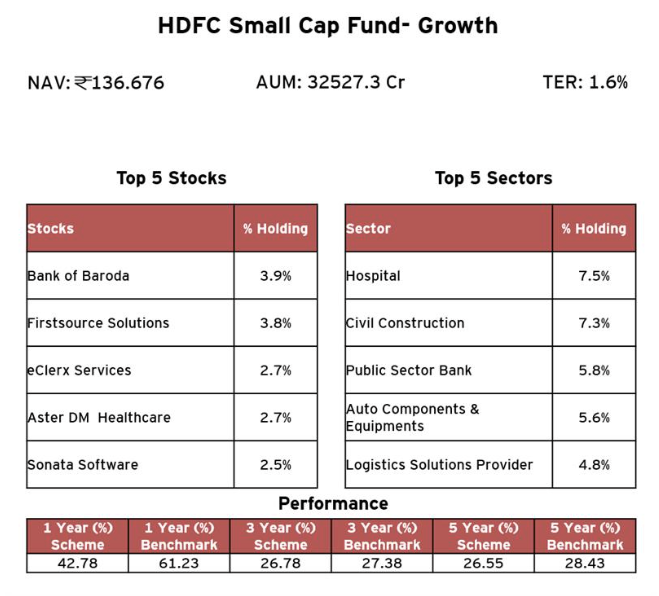 HDFC Small Cap Fund- Growth
NAV: ₹136.676 AUM: 32527.3 Cr TER: 1.6%
Top 5 Stocks
Stocks % Holding
Bank of Baroda 3.9%
Firstsource Solutions 3.8%
eClerx Services 2.7%
Aster DM Healthcare 2.7%
Sonata Software 2.5%
Top 5 Sectors
Sector % Holding
Hospital 7.5%
Civil Construction 7.3%
Public Sector Bank 5.8%
Auto Components &
Equipments 5.6%
Logistics Solutions Provider 4.8%
Performance
1 Year (%) 1 Year (%) 3 Year (%) 3 Year (%) 5 Year (%) 5 Year (%)
Scheme Benchmark Scheme Benchmark Scheme Benchmark
42.78 61.23 26.78 27.38 26.55 28.43